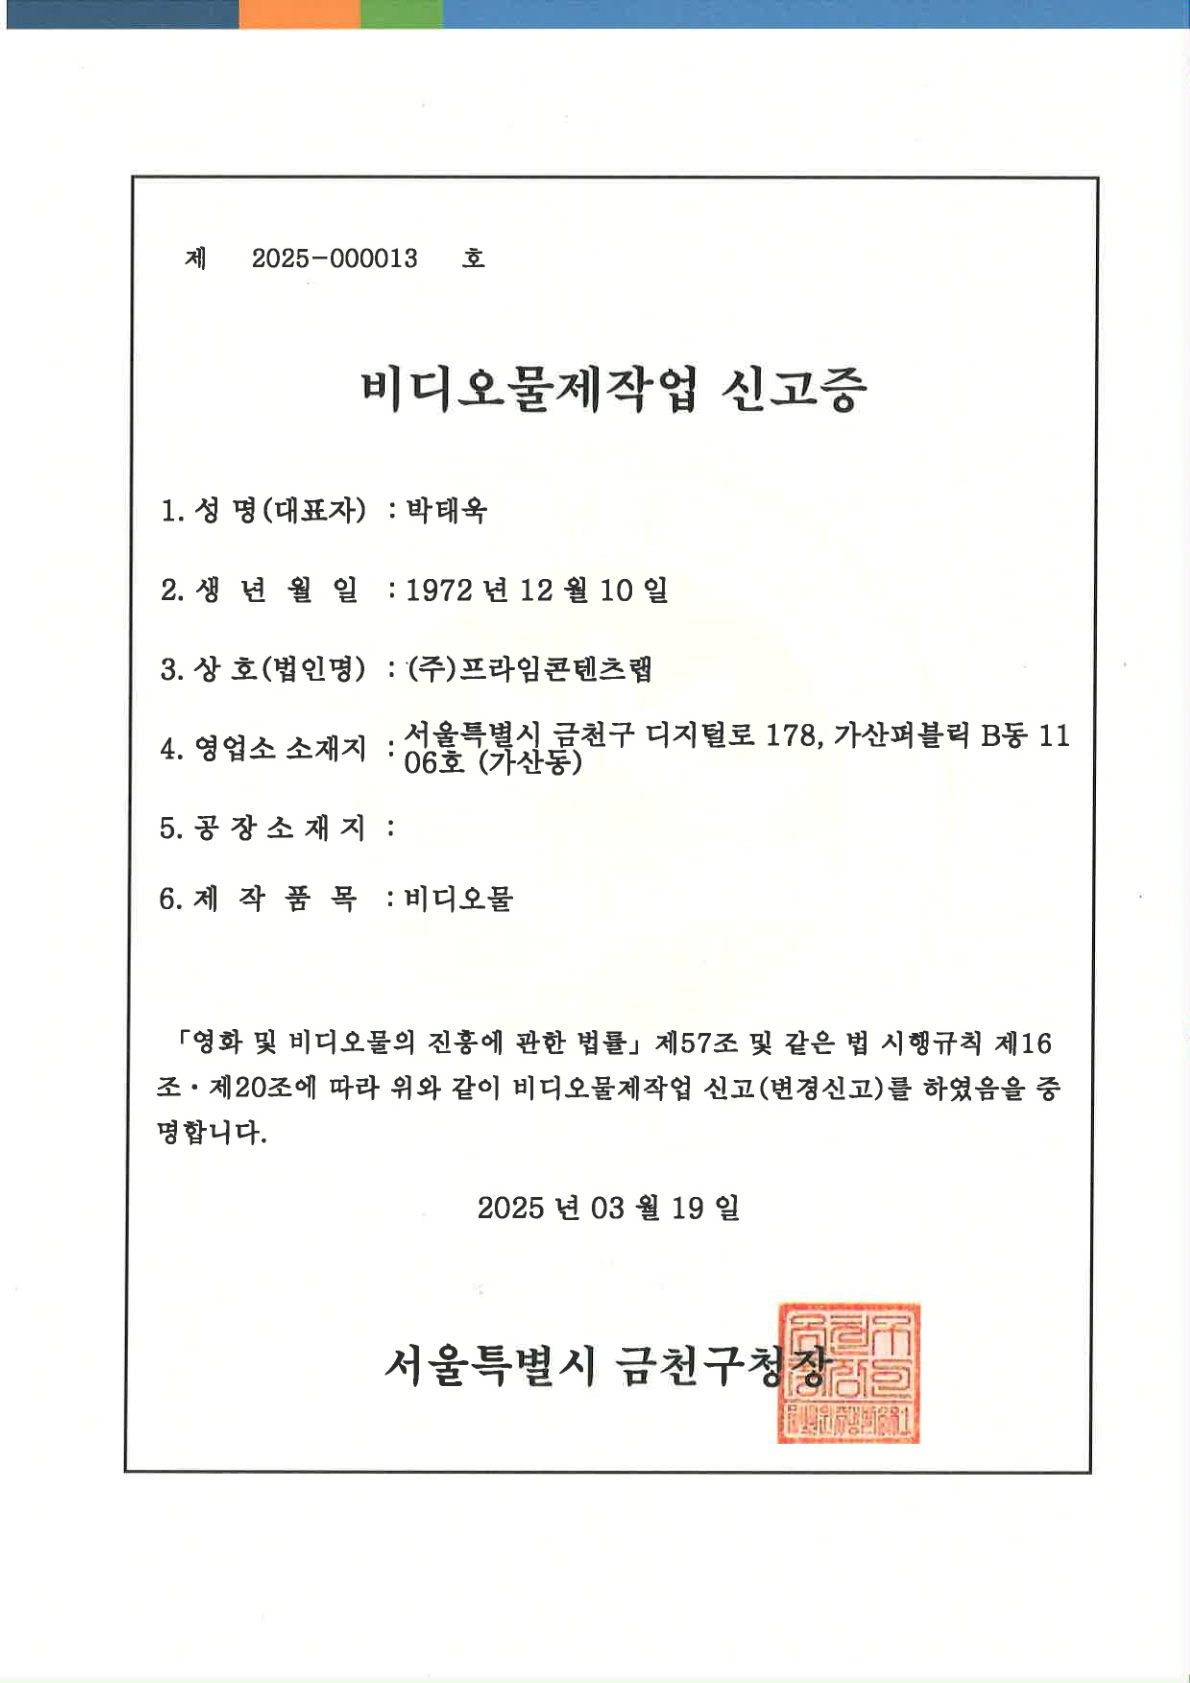 제 2025-000013 호
비디오물제작업 신고증
1. 성 명(대표자) : 박태욱
2. 생 년 월 일 : 1972 년 12 월 10 일
3. 상 호(법인명) : (주)프라임콘텐츠랩
4. 영업소 소재지 : 서울특별시 금천구 디지털로 178, 가산퍼블릭 B동 11
06호 (가산동)
5. 공 장 소 재 지 :
6. 제 작 품 목 : 비디오물
「영화 및 비디오물의 진흥에 관한 법률」 제57조 및 같은 법 시행규칙 제16
조·제20조에 따라 위와 같이 비디오물제작업 신고(변경신고)를 하였음을 증
명합니다.
2025 년 03 월 19 일
서울특별시 금천구청장